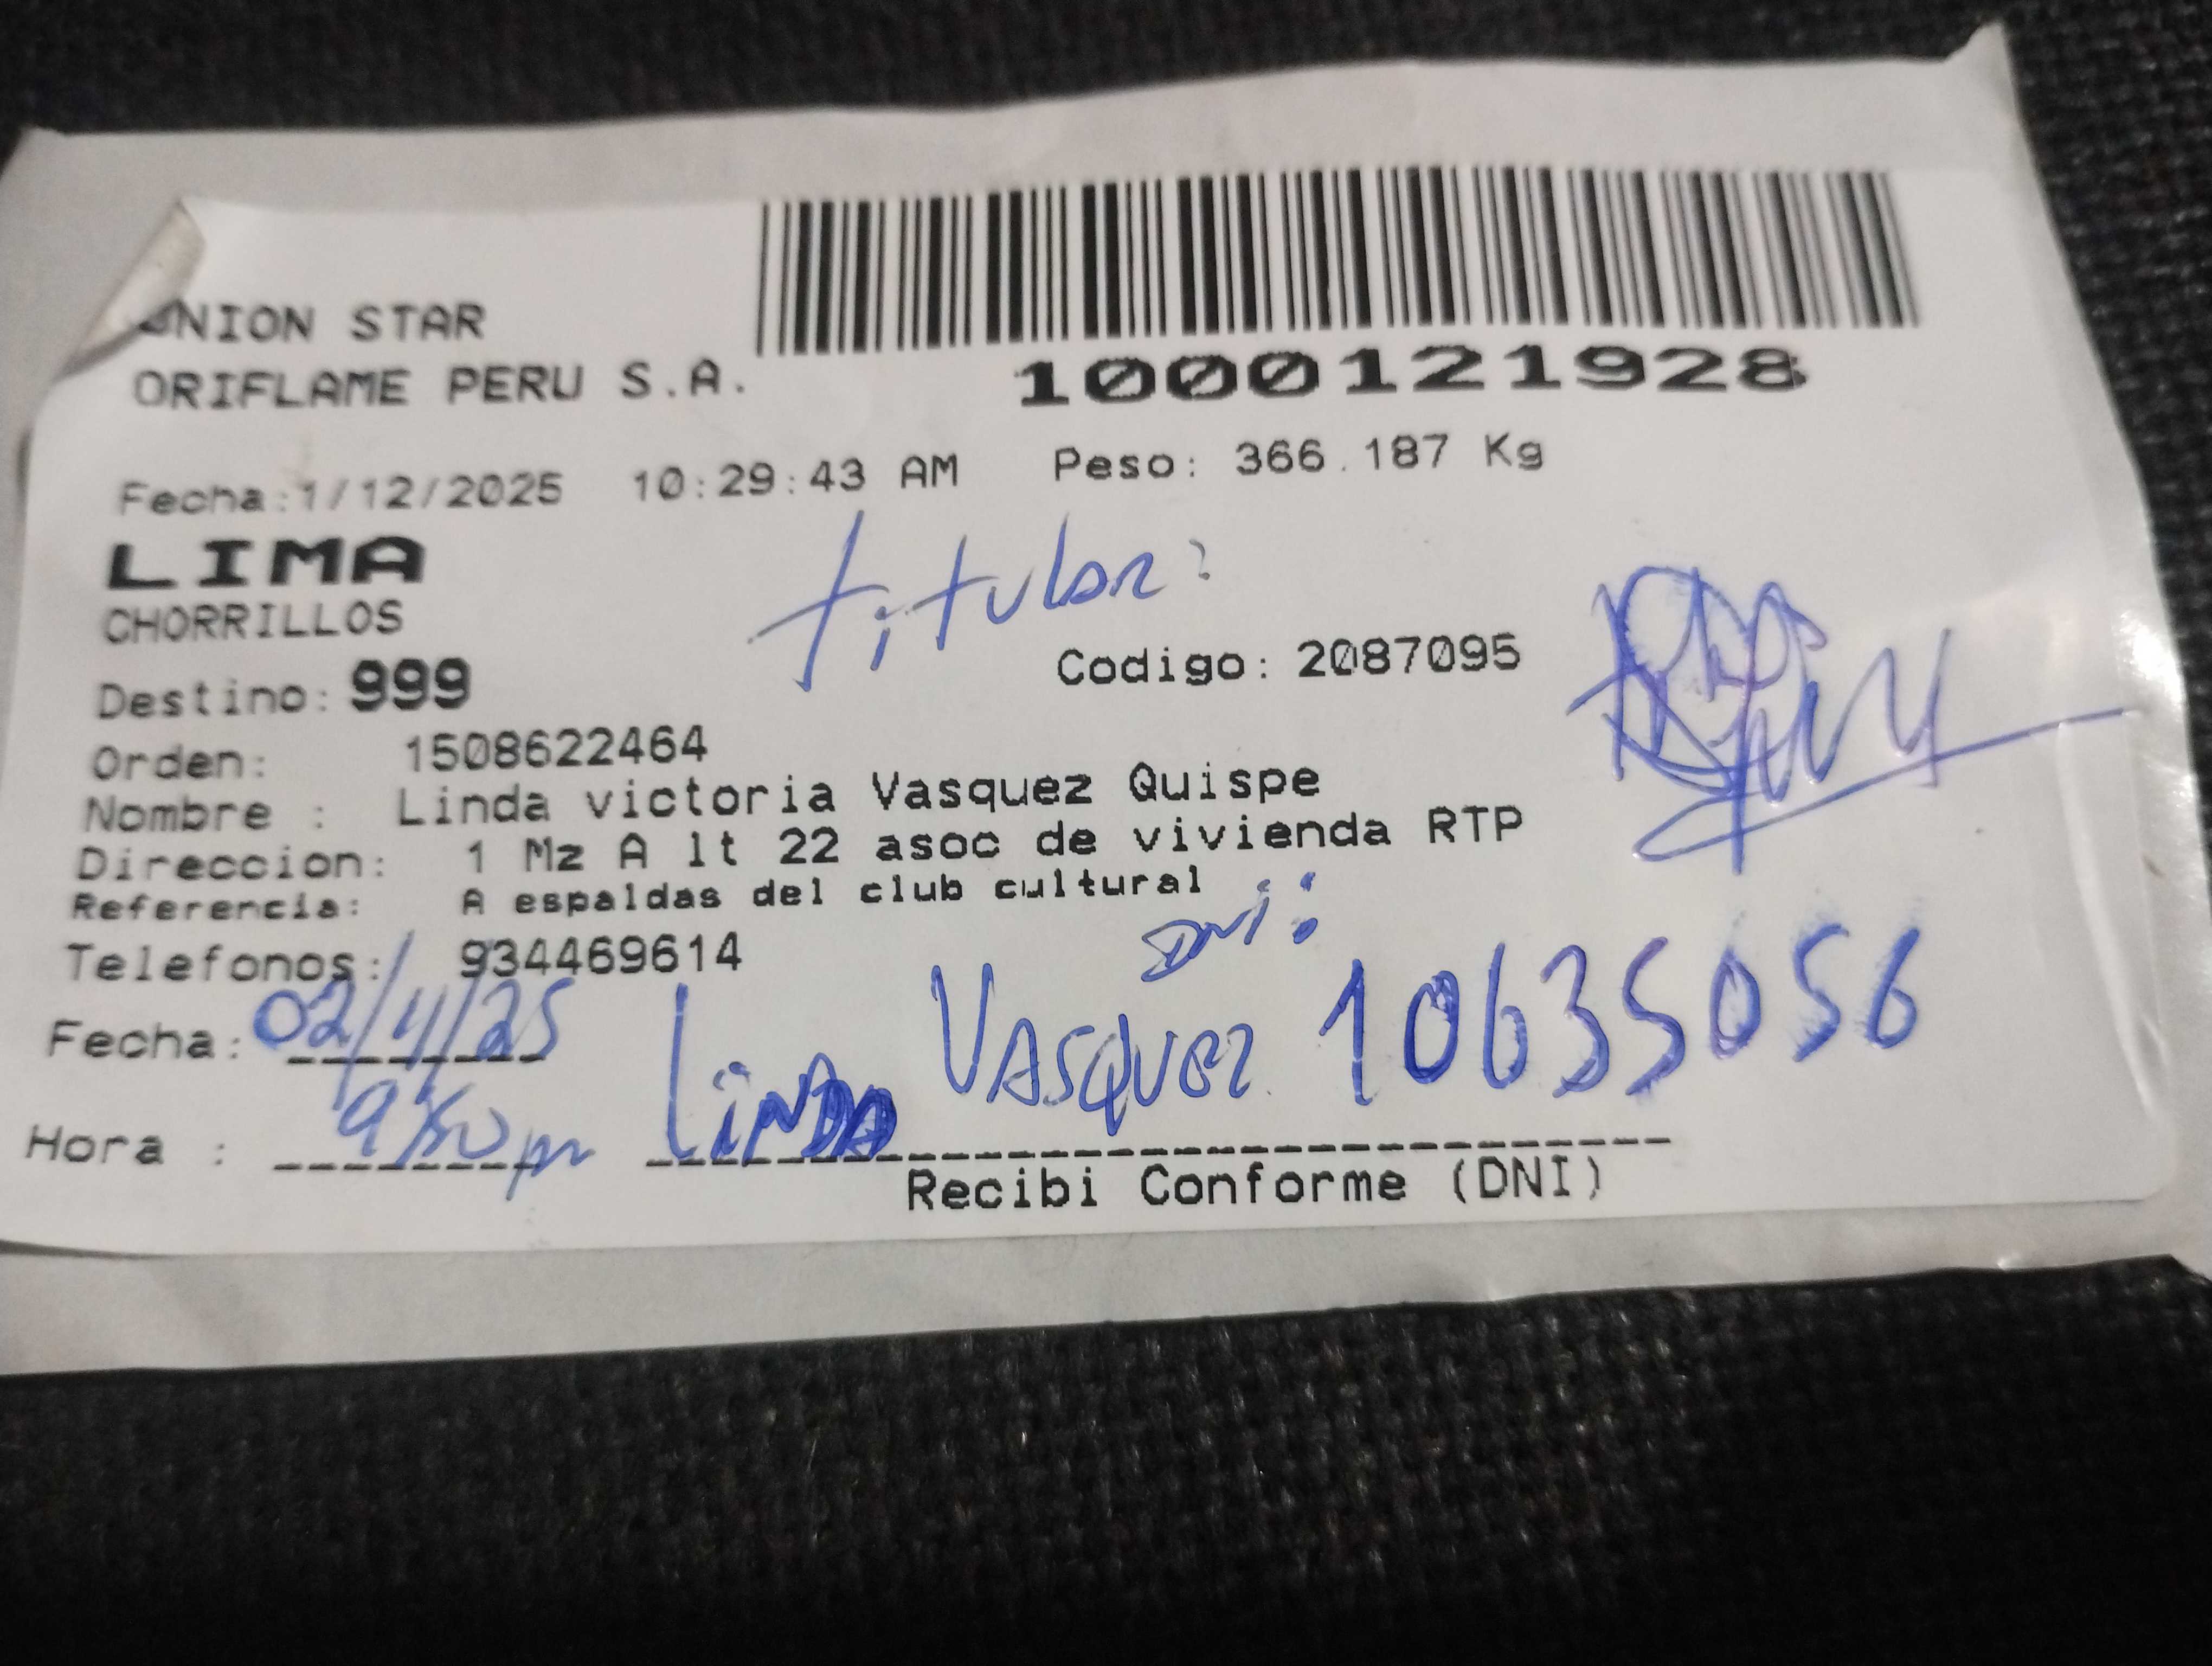 UNION STAR
ORIFLAME PERU S.A.
1000121928
Fecha:1/12/2025 10:29:43 AM Peso: 366.187 Kg
LIMA
titular:
CHORRILLOS
Codigo: 2087095
Destino: 999
Orden: 1508622464
Nombre : Linda victoria Vasquez Quispe
Direccion: 1 Mz A lt 22 asoc de vivienda RTP
Referencia: A espaldas del club cultural
DNi:
Telefonos: 934469614
Fecha: 02/11/25
LiNDA VASQUEZ 10635056
Hora : pm
Recibi Conforme (DNI)